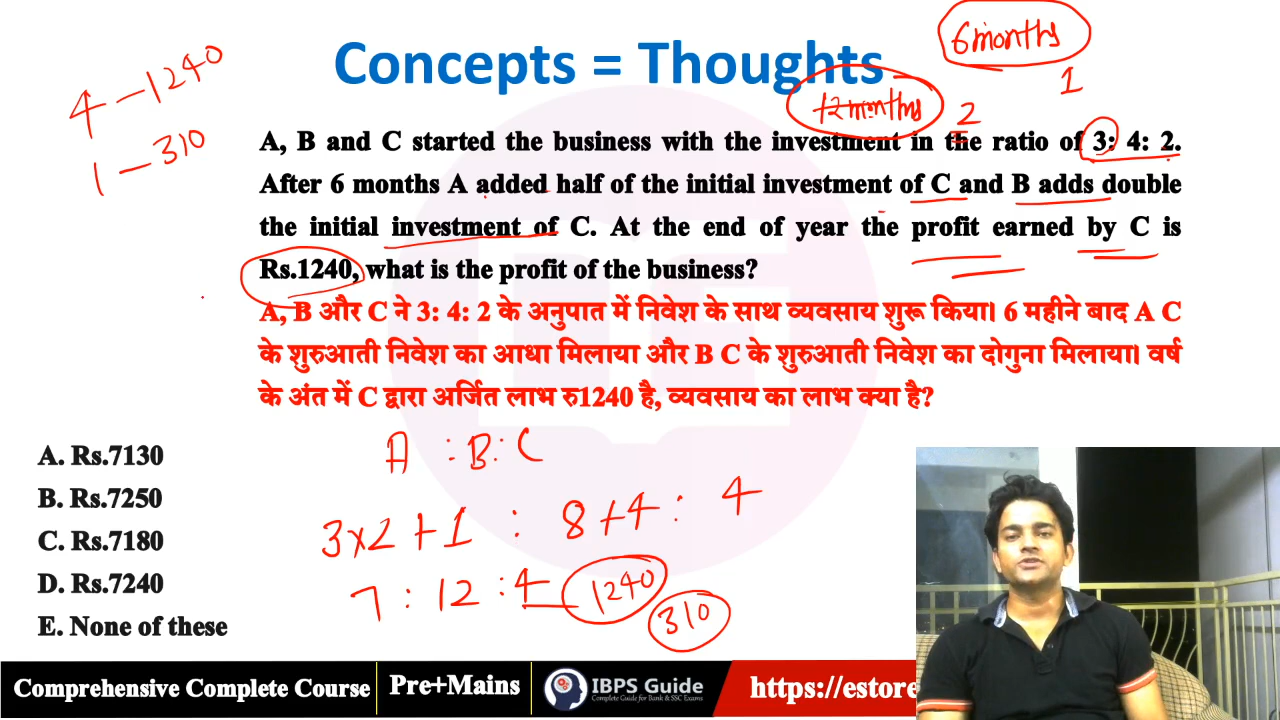 6 months
1
Concepts = Thoughts
4 - 1240
1 - 310
12 months
2
A, B and C started the business with the investment in the ratio of 3: 4: 2.
After 6 months A added half of the initial investment of C and B adds double
the initial investment of C. At the end of year the profit earned by C is
Rs.1240, what is the profit of the business?
A, B और C ने 3: 4: 2 के अनुपात में निवेश के साथ व्यवसाय शुरू किया। 6 महीने बाद A C
के शुरुआती निवेश का आधा मिलाया और B C के शुरुआती निवेश का दोगुना मिलाया। वर्ष
के अंत में C द्वारा अर्जित लाभ रु1240 है, व्यवसाय का लाभ क्या है?
A : B : C
A. Rs.7130
B. Rs.7250
3x2+1 : 8+4 : 4
C. Rs.7180
D. Rs.7240
7 : 12 : 4 1240
310
E. None of these
Comprehensive Complete Course Pre+Mains IBPS Guide https://estore
Complete Guide for Bank & SSC Exams